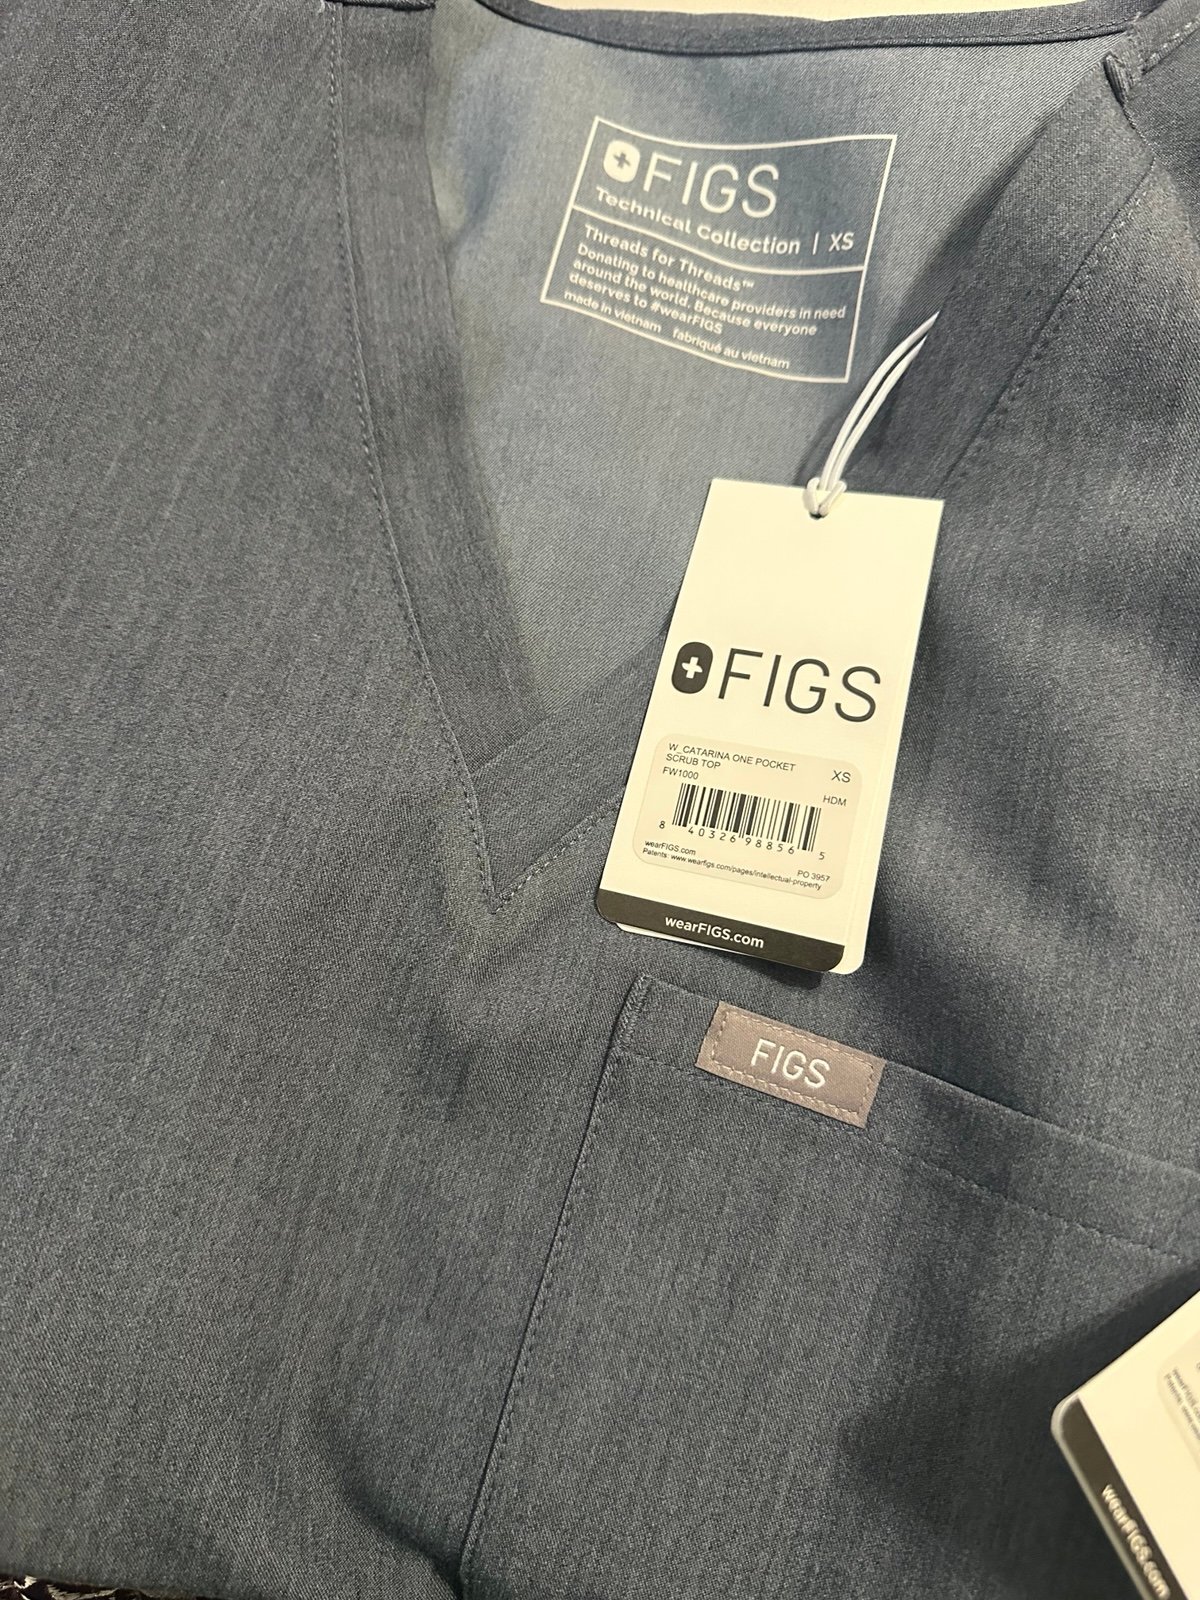 FIGS
Technical Collection | XS
Threads for Threads™
Donating to healthcare providers in need
around the world. Because everyone
deserves to #wearFIGS
made in vietnam fabriqué au vietnam
FIGS
W_CATARINA ONE POCKET
SCRUB TOP
XS
FW1000
HDM
8 40326 98856 5
wearFIGS.com
PO 3957
Patents: www.wearfigs.com/pages/intellectual-property
wearFIGS.com
FIGS
wearFIGS.com